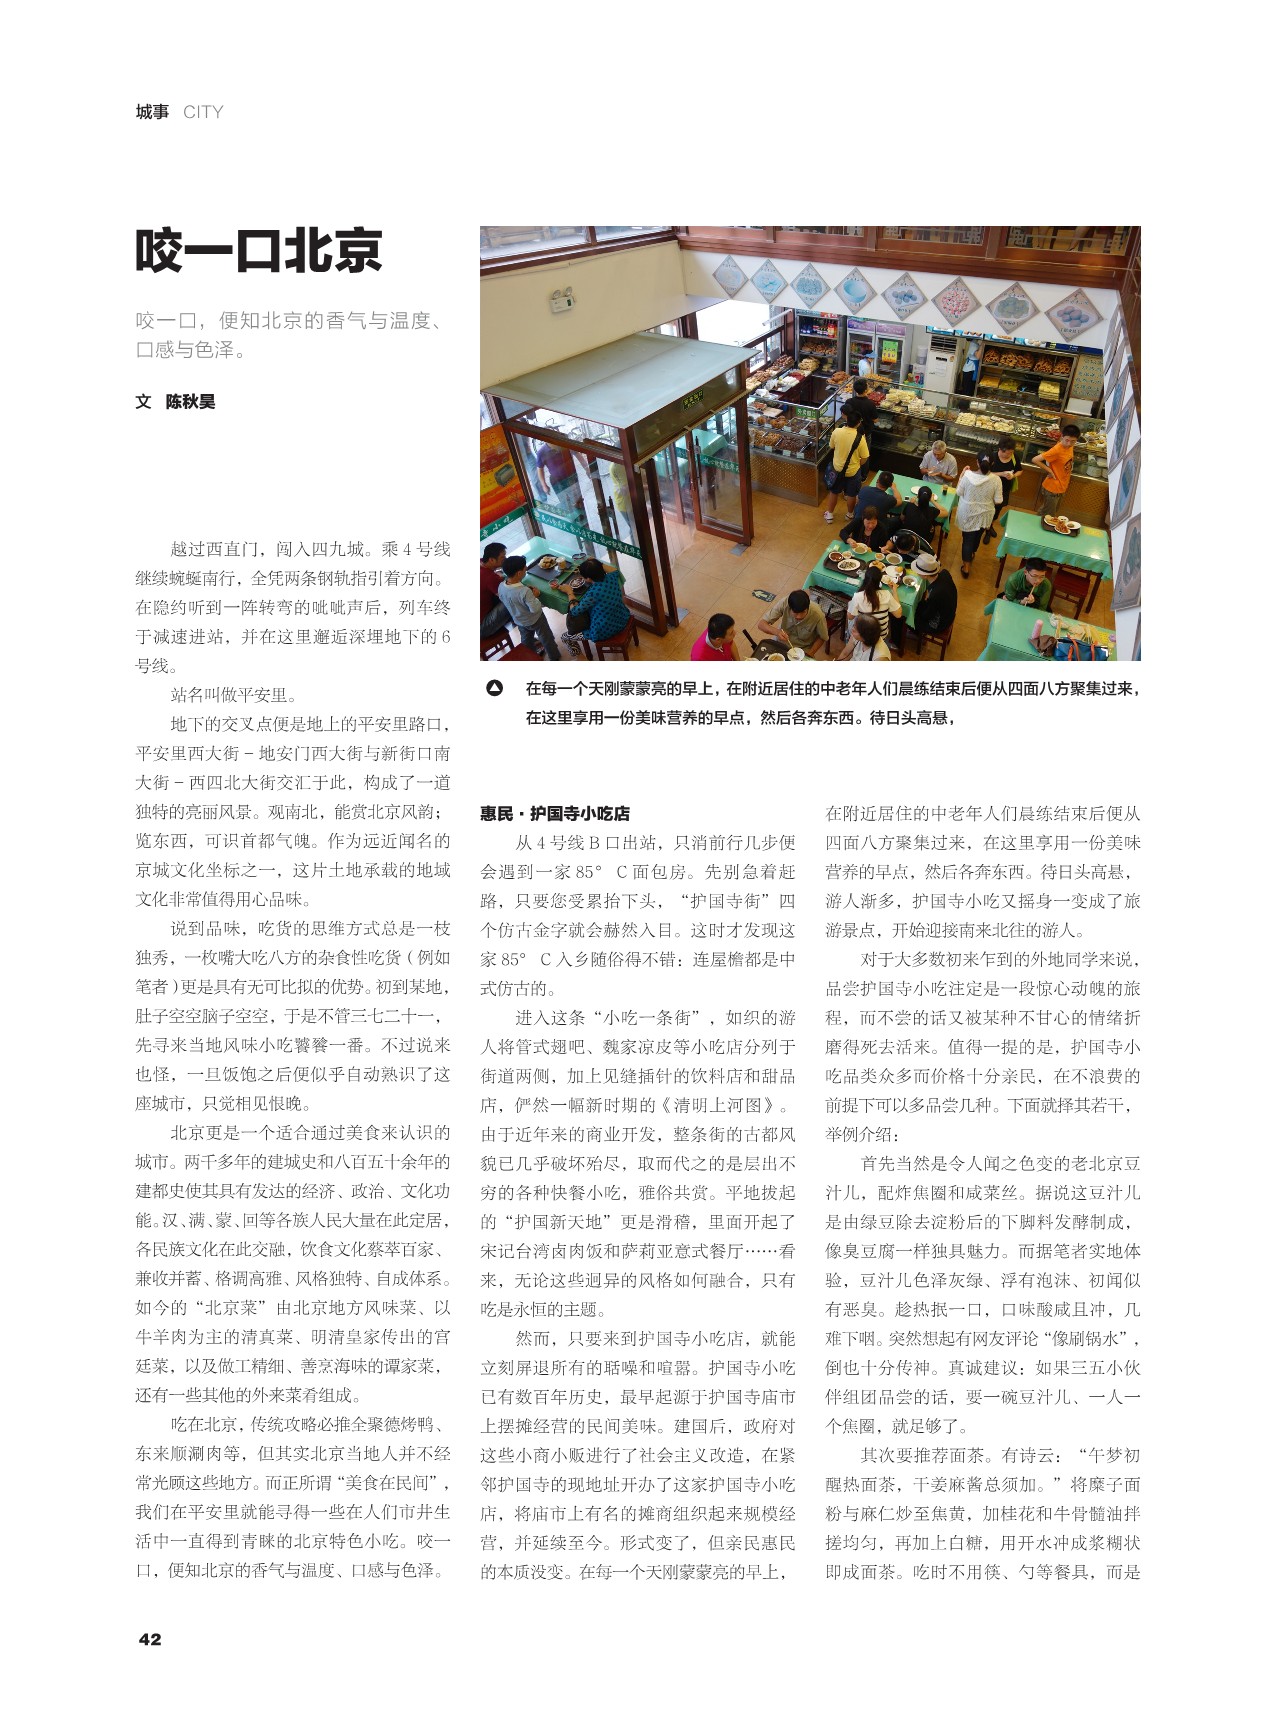 城事 CITY
咬一口北京
咬一口，便知北京的香气与温度、
口感与色泽。
文 陈秋昊
越过西直门，闯入四九城。乘 4 号线
继续蜿蜒南行，全凭两条钢轨指引着方向。
在隐约听到一阵转弯的呲呲声后，列车终
于减速进站，并在这里邂逅深埋地下的 6
号线。
站名叫做平安里。
地下的交叉点便是地上的平安里路口，
平安里西大街 – 地安门西大街与新街口南
大街 – 西四北大街交汇于此，构成了一道
独特的亮丽风景。观南北，能赏北京风韵；
览东西，可识首都气魄。作为远近闻名的
京城文化坐标之一，这片土地承载的地域
文化非常值得用心品味。
说到品味，吃货的思维方式总是一枝
独秀，一枚嘴大吃八方的杂食性吃货（例如
笔者）更是具有无可比拟的优势。初到某地，
肚子空空脑子空空，于是不管三七二十一，
先寻来当地风味小吃饕餮一番。不过说来
也怪，一旦饭饱之后便似乎自动熟识了这
座城市，只觉相见恨晚。
北京更是一个适合通过美食来认识的
城市。两千多年的建城史和八百五十余年的
建都史使其具有发达的经济、政治、文化功
能。汉、满、蒙、回等各族人民大量在此定居，
各民族文化在此交融，饮食文化蔡萃百家、
兼收并蓄、格调高雅、风格独特、自成体系。
如今的“北京菜”由北京地方风味菜、以
牛羊肉为主的清真菜、明清皇家传出的宫
廷菜，以及做工精细、善烹海味的谭家菜，
还有一些其他的外来菜肴组成。
吃在北京，传统攻略必推全聚德烤鸭、
东来顺涮肉等，但其实北京当地人并不经
常光顾这些地方。而正所谓“美食在民间”，
我们在平安里就能寻得一些在人们市井生
活中一直得到青睐的北京特色小吃。咬一
口，便知北京的香气与温度、口感与色泽。
在每一个天刚蒙蒙亮的早上，在附近居住的中老年人们晨练结束后便从四面八方聚集过来，
在这里享用一份美味营养的早点，然后各奔东西。待日头高悬，
惠民·护国寺小吃店
从 4 号线 B 口出站，只消前行几步便
会遇到一家 85° C 面包房。先别急着赶
路，只要您受累抬下头，“护国寺街”四
个仿古金字就会赫然入目。这时才发现这
家 85° C 入乡随俗得不错：连屋檐都是中
式仿古的。
进入这条“小吃一条街”，如织的游
人将管式翅吧、魏家凉皮等小吃店分列于
街道两侧，加上见缝插针的饮料店和甜品
店，俨然一幅新时期的《清明上河图》。
由于近年来的商业开发，整条街的古都风
貌已几乎破坏殆尽，取而代之的是层出不
穷的各种快餐小吃，雅俗共赏。平地拔起
的“护国新天地”更是滑稽，里面开起了
宋记台湾卤肉饭和萨莉亚意式餐厅……看
来，无论这些迥异的风格如何融合，只有
吃是永恒的主题。
然而，只要来到护国寺小吃店，就能
立刻屏退所有的聒噪和喧嚣。护国寺小吃
已有数百年历史，最早起源于护国寺庙市
上摆摊经营的民间美味。建国后，政府对
这些小商小贩进行了社会主义改造，在紧
邻护国寺的现地址开办了这家护国寺小吃
店，将庙市上有名的摊商组织起来规模经
营，并延续至今。形式变了，但亲民惠民
的本质没变。在每一个天刚蒙蒙亮的早上，
在附近居住的中老年人们晨练结束后便从
四面八方聚集过来，在这里享用一份美味
营养的早点，然后各奔东西。待日头高悬，
游人渐多，护国寺小吃又摇身一变成了旅
游景点，开始迎接南来北往的游人。
对于大多数初来乍到的外地同学来说，
品尝护国寺小吃注定是一段惊心动魄的旅
程，而不尝的话又被某种不甘心的情绪折
磨得死去活来。值得一提的是，护国寺小
吃品类众多而价格十分亲民，在不浪费的
前提下可以多品尝几种。下面就择其若干，
举例介绍：
首先当然是令人闻之色变的老北京豆
汁儿，配炸焦圈和咸菜丝。据说这豆汁儿
是由绿豆除去淀粉后的下脚料发酵制成，
像臭豆腐一样独具魅力。而据笔者实地体
验，豆汁儿色泽灰绿、浮有泡沫、初闻似
有恶臭。趁热抿一口，口味酸咸且冲，几
难下咽。突然想起有网友评论“像刷锅水”，
倒也十分传神。真诚建议：如果三五小伙
伴组团品尝的话，要一碗豆汁儿、一人一
个焦圈，就足够了。
其次要推荐面茶。有诗云：“午梦初
醒热面茶，干姜麻酱总须加。”将糜子面
粉与麻仁炒至焦黄，加桂花和牛骨髓油拌
搓均匀，再加上白糖，用开水冲成浆糊状
即成面茶。吃时不用筷、勺等餐具，而是
42